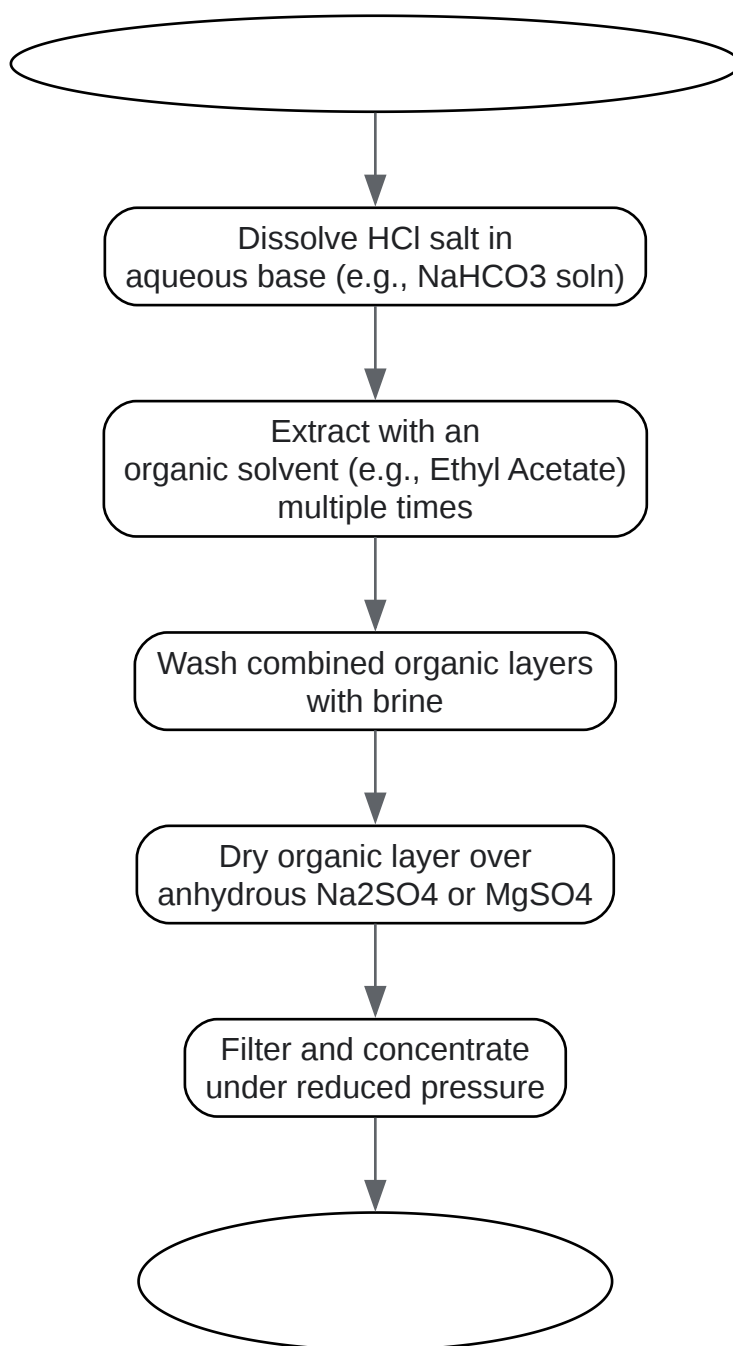 Dissolve HCl salt in
aqueous base (e.g., NaHCO3 soln)
Extract with an
organic solvent (e.g., Ethyl Acetate)
multiple times
Wash combined organic layers
with brine
Dry organic layer over
anhydrous Na2SO4 or MgSO4
Filter and concentrate
under reduced pressure